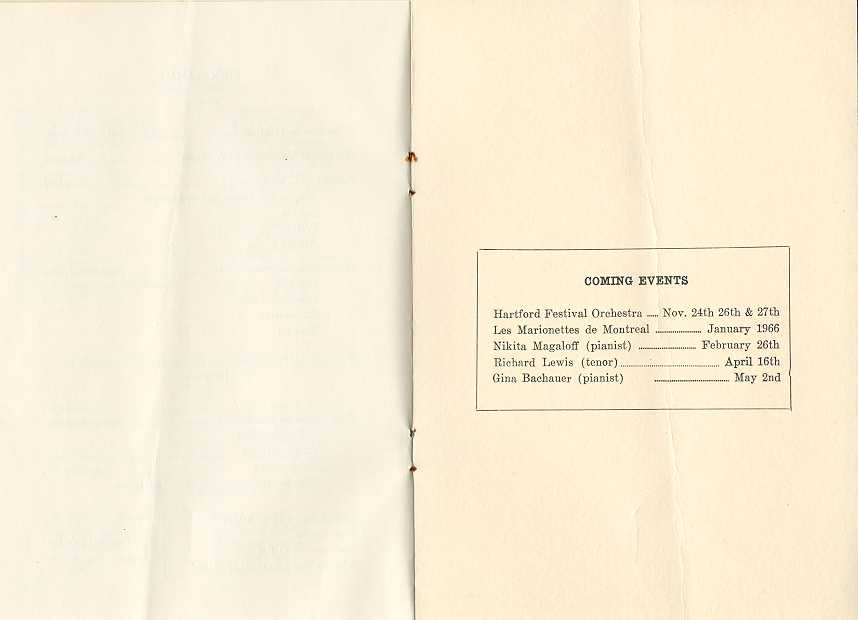 COMING EVENTS
Hartford Festival Orchestra ..... Nov. 24th 26th & 27th
Les Marionettes de Montreal .................... January 1966
Nikita Magaloff (pianist) ......................... February 26th
Richard Lewis (tenor) ........................................... April 16th
Gina Bachauer (pianist) ................................ May 2nd